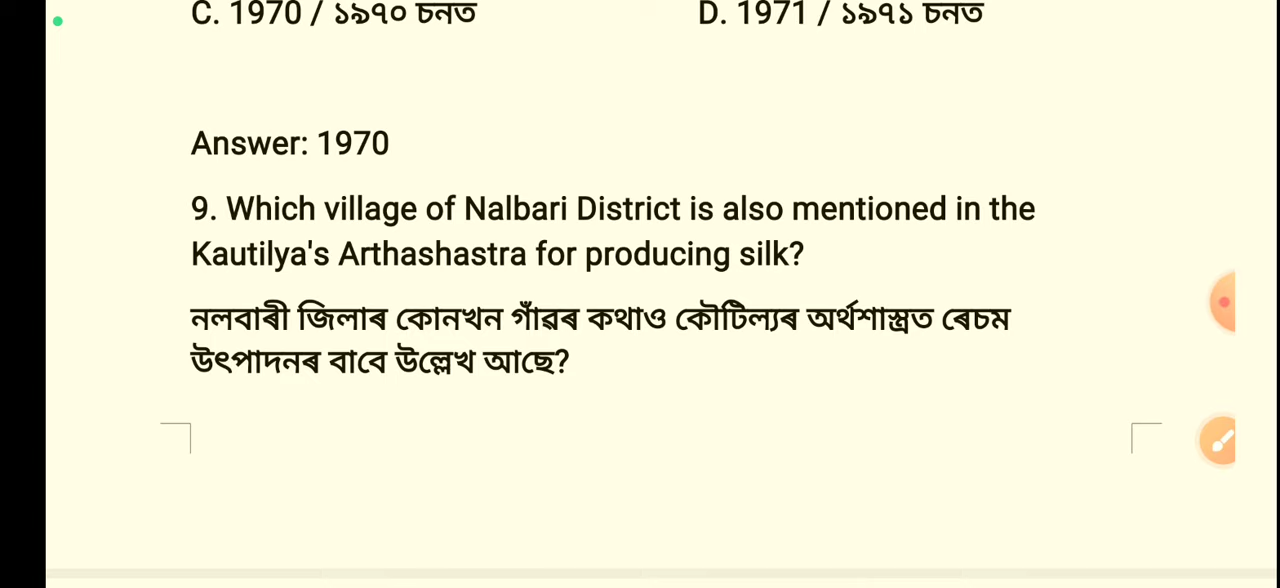 C. 1970 / ১৯৭০ চনত D. 1971 / ১৯৭১ চনত
Answer: 1970
9. Which village of Nalbari District is also mentioned in the
Kautilya's Arthashastra for producing silk?
নলবাৰী জিলাৰ কোনখন গাঁৱৰ কথাও কৌটিল্যৰ অৰ্থশাস্ত্ৰত ৰেচম
উৎপাদনৰ বাবে উল্লেখ আছে?